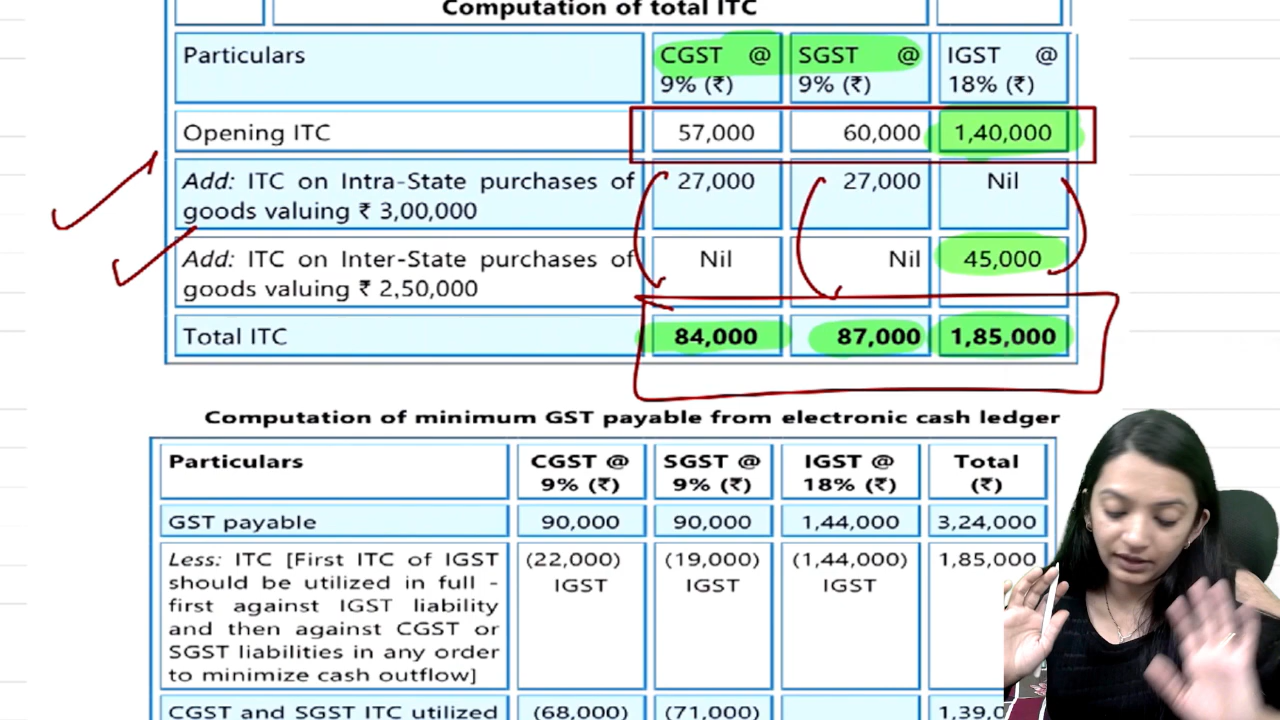 Computation of total ITC
Particulars
CGST @ 9% (₹)
SGST @ 9% (₹)
IGST @ 18% (₹)
Opening ITC 57,000 60,000 1,40,000
Add: ITC on Intra-State purchases of 27,000 27,000 Nil
goods valuing ₹ 3,00,000
Add: ITC on Inter-State purchases of Nil Nil 45,000
goods valuing ₹ 2,50,000
Total ITC 84,000 87,000 1,85,000
Computation of minimum GST payable from electronic cash ledger
Particulars CGST @ SGST @ IGST @ Total
9% (₹) 9% (₹) 18% (₹) (₹)
GST payable 90,000 90,000 1,44,000 3,24,000
Less: ITC [First ITC of IGST (22,000) (19,000) (1,44,000) 1,85,000
should be utilized in full - IGST IGST IGST
first against IGST liability
and then against CGST or
SGST liabilities in any order
to minimize cash outflow]
CGST and SGST ITC utilized (68,000) (71,000)